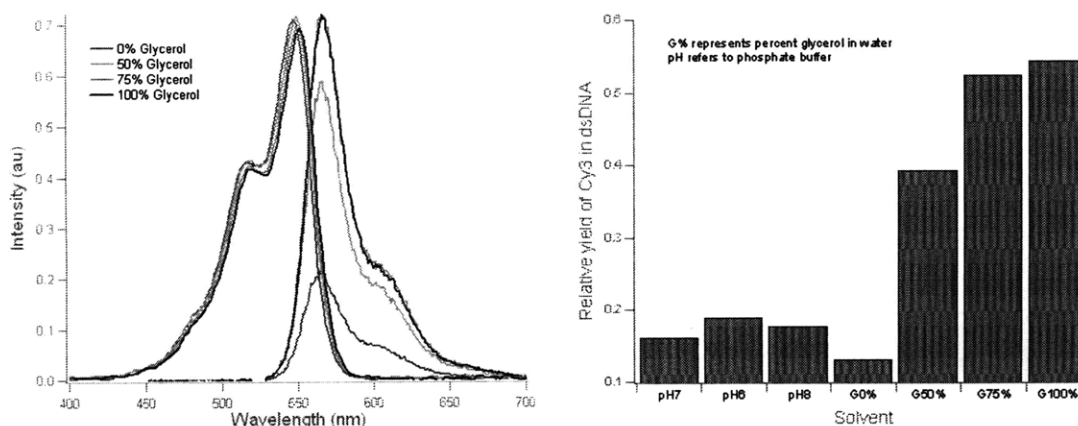 0% Glycerol
50% Glycerol
75% Glycerol
100% Glycerol
Intensity (au)
0.7
0.6
0.5
0.4
0.3
0.2
0.1
0.0
400
450
500
550
600
650
700
Wavelength (nm)
G% represents percent glycerol in water
pH refers to phosphate buffer
Relative yield of Cy3 in dsDNA
0.6
0.5
0.4
0.3
0.2
0.1
pH7
pH6
pH8
G0%
G50%
G75%
G100%
Solvent